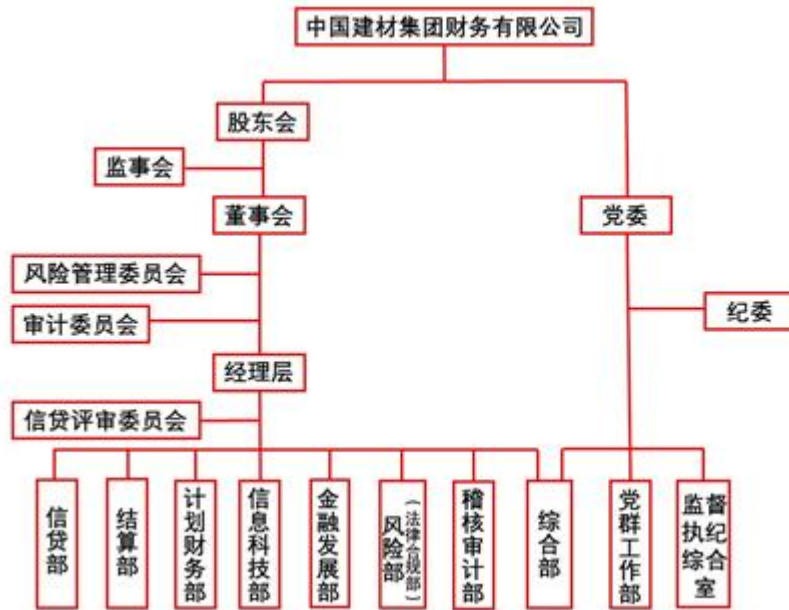 中国建材集团财务有限公司
股东会
监事会
董事会
党委
风险管理委员会
纪委
审计委员会
经理层
信贷评审委员会
信贷部
结算部
计划财务部
信息科技部
金融发展部
风险部
(法律合规部)
稽核审计部
综合部
党群工作部
监督执纪综合室